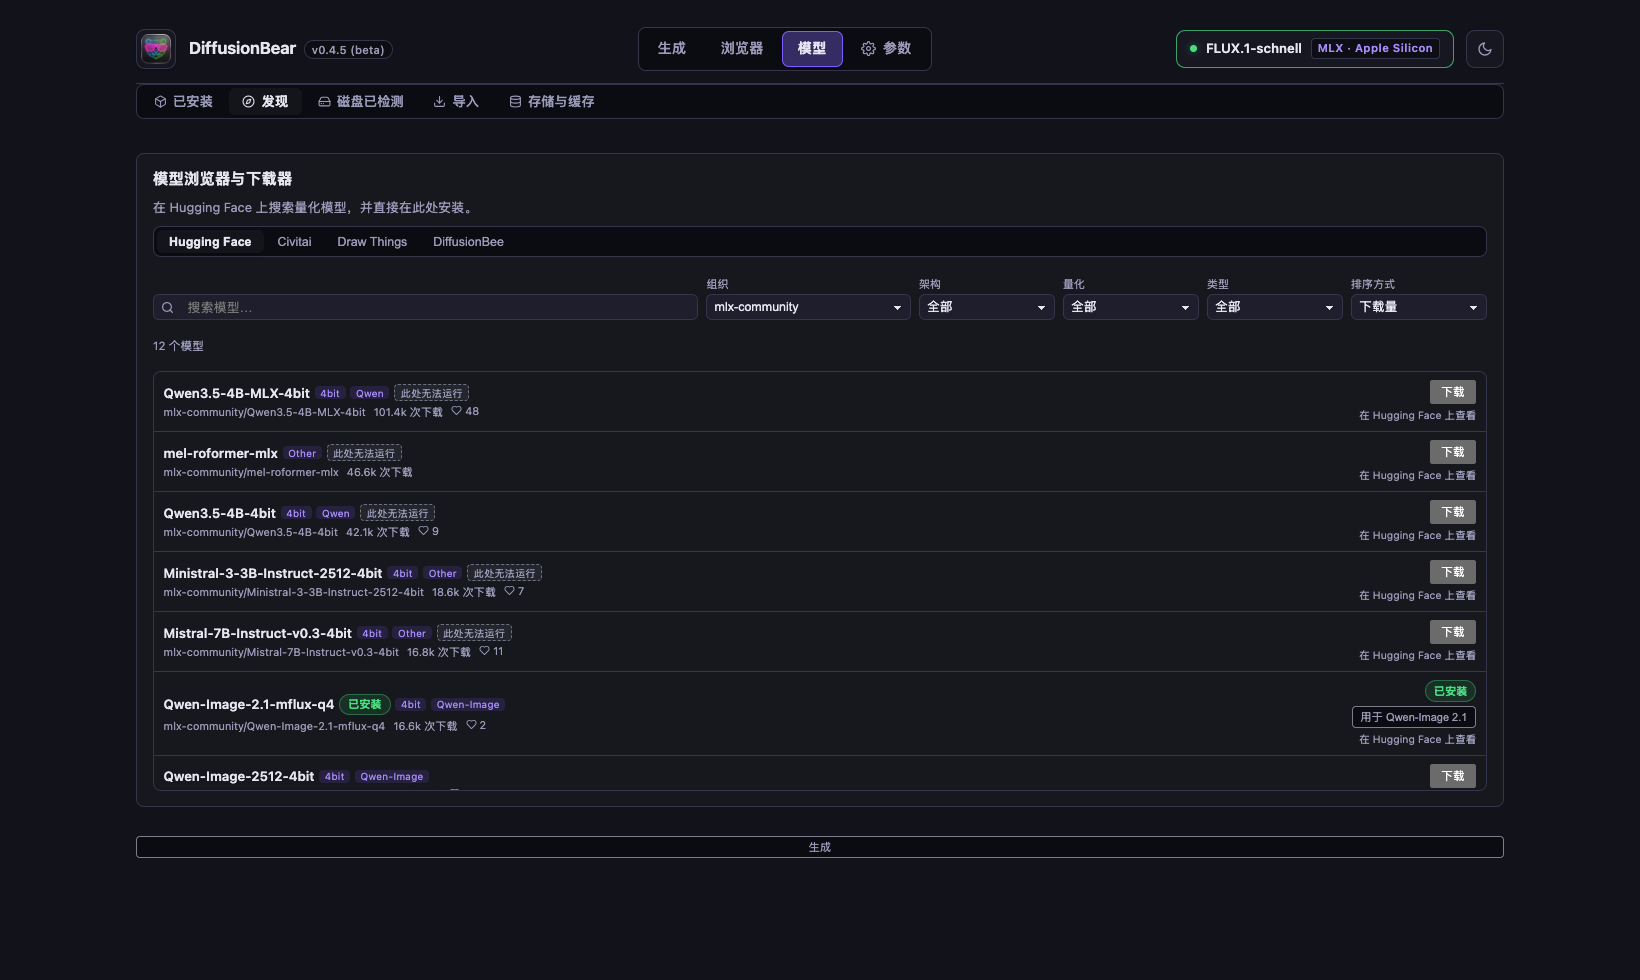 DiffusionBear v0.4.5 (beta)
生成 浏览器 模型 参数
FLUX.1-schnell MLX · Apple Silicon
已安装 发现 磁盘已检测 导入 存储与缓存
模型浏览器与下载器
在 Hugging Face 上搜索量化模型，并直接在此处安装。
Hugging Face Civitai Draw Things DiffusionBee
组织 架构 量化 类型 排序方式
搜索模型... mlx-community 全部 全部 全部 下载量
12 个模型
Qwen3.5-4B-MLX-4bit 4bit Qwen 此处无法运行 下载
mlx-community/Qwen3.5-4B-MLX-4bit 101.4k 次下载 48 在 Hugging Face 上查看
mel-roformer-mlx Other 此处无法运行 下载
mlx-community/mel-roformer-mlx 46.6k 次下载 在 Hugging Face 上查看
Qwen3.5-4B-4bit 4bit Qwen 此处无法运行 下载
mlx-community/Qwen3.5-4B-4bit 42.1k 次下载 9 在 Hugging Face 上查看
Ministral-3-3B-Instruct-2512-4bit 4bit Other 此处无法运行 下载
mlx-community/Ministral-3-3B-Instruct-2512-4bit 18.6k 次下载 7 在 Hugging Face 上查看
Mistral-7B-Instruct-v0.3-4bit 4bit Other 此处无法运行 下载
mlx-community/Mistral-7B-Instruct-v0.3-4bit 16.8k 次下载 11 在 Hugging Face 上查看
Qwen-Image-2.1-mflux-q4 已安装 4bit Qwen-Image 已安装
mlx-community/Qwen-Image-2.1-mflux-q4 16.6k 次下载 2 用于 Qwen-Image 2.1
在 Hugging Face 上查看
Qwen-Image-2512-4bit 4bit Qwen-Image 下载
生成